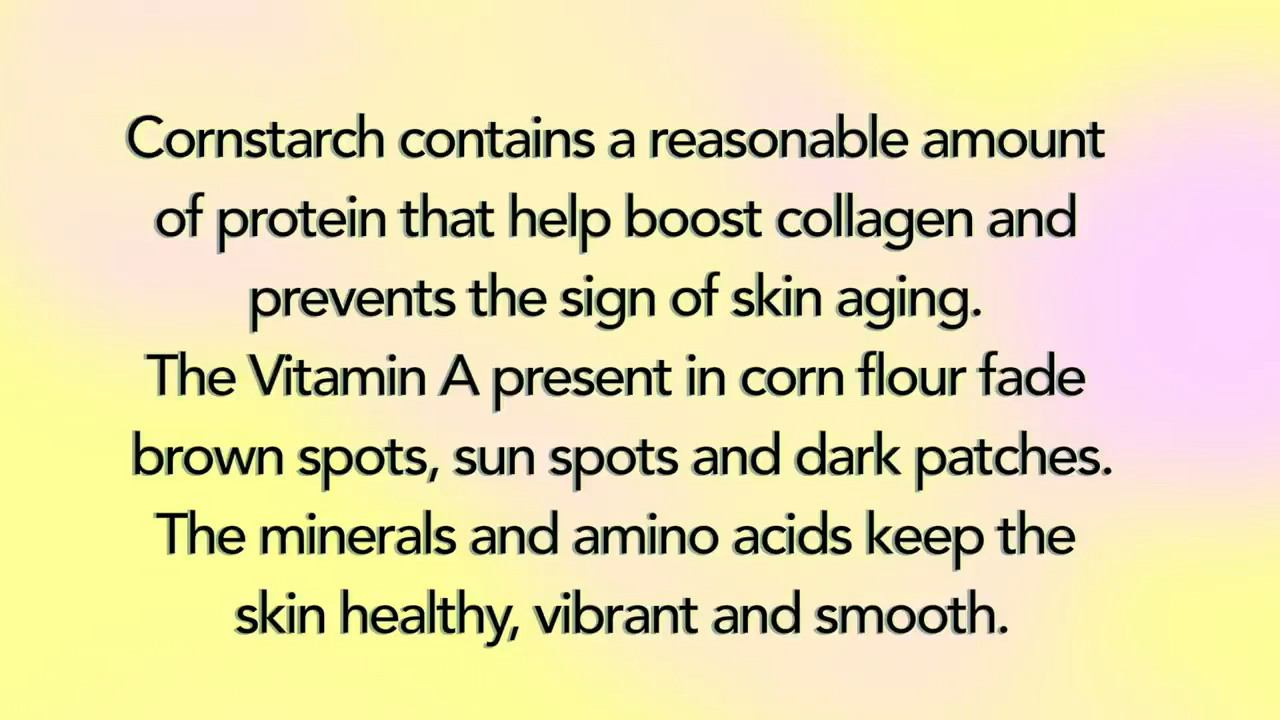 Cornstarch contains a reasonable amount
of protein that help boost collagen and
prevents the sign of skin aging.
The Vitamin A present in corn flour fade
brown spots, sun spots and dark patches.
The minerals and amino acids keep the
skin healthy, vibrant and smooth.